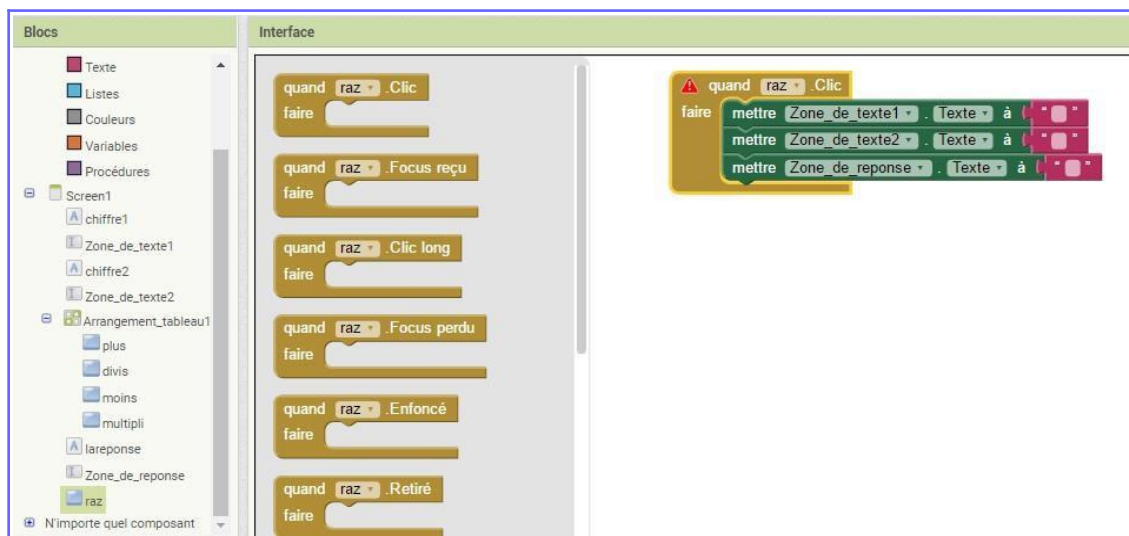 Blocs
Interface
Texte
Listes
Couleurs
Variables
Procédures
Screen1
chiffre1
Zone_de_texte1
chiffre2
Zone_de_texte2
Arrangement_tableau1
plus
divis
moins
multipli
lareponse
Zone_de_reponse
raz
N'importe quel composant
quand raz .Clic
faire
quand raz .Focus reçu
faire
quand raz .Clic long
faire
quand raz .Focus perdu
faire
quand raz .Enfoncé
faire
quand raz .Retiré
faire
quand raz .Clic
faire mettre Zone_de_texte1 . Texte à " "
mettre Zone_de_texte2 . Texte à " "
mettre Zone_de_reponse . Texte à " "